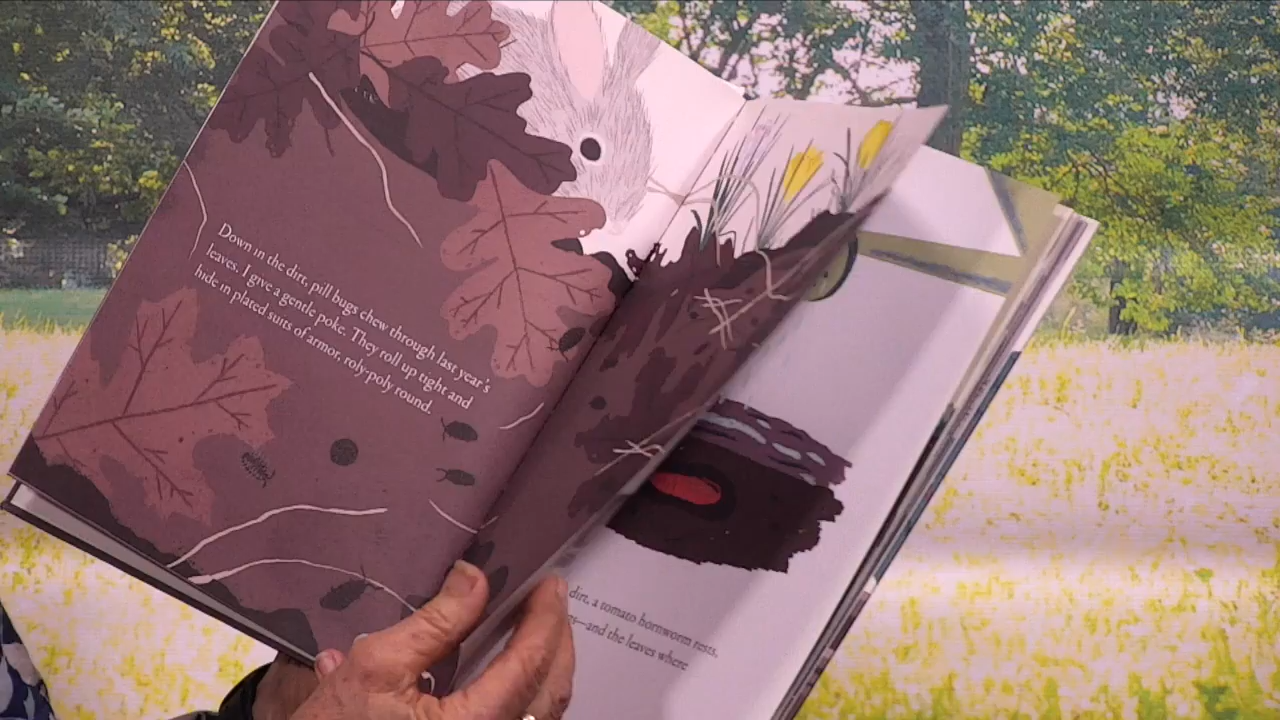 Down in the dirt, pill bugs chew through last year's
leaves. I give a gentle poke. They roll up tight and
hide in plated suits of armor, roly-poly round.
dirt, a tomato hornworm rests,
—and the leaves where